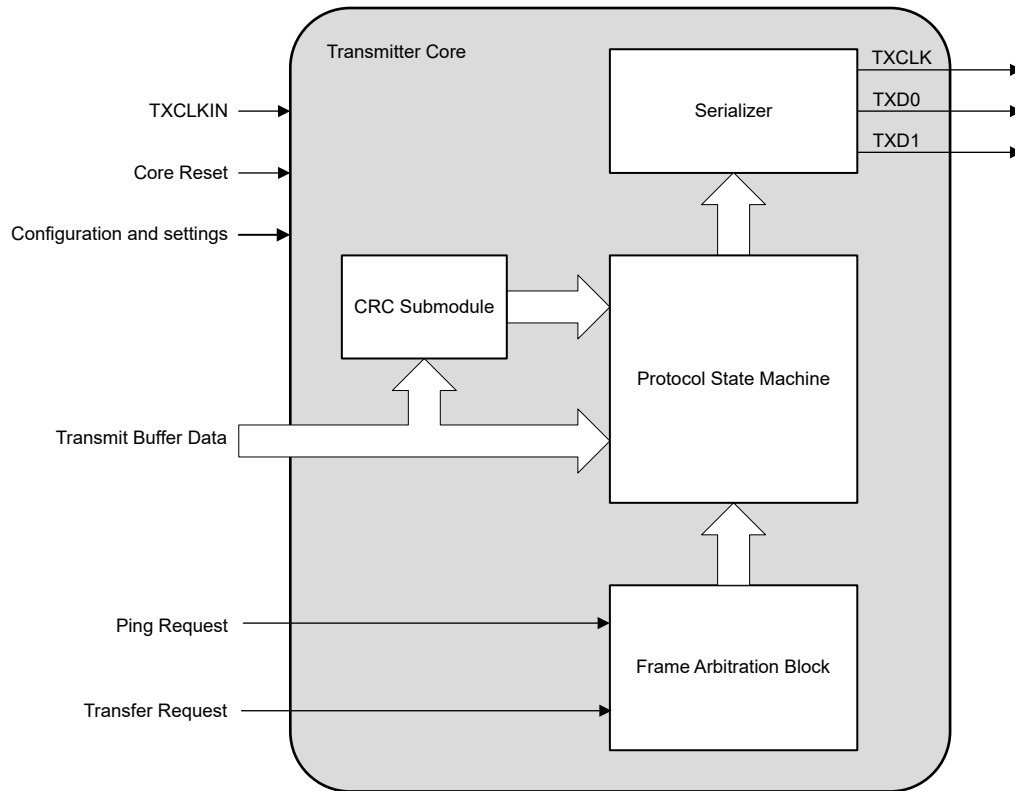 Transmitter Core
TXCLK
TXCLKIN
Serializer
TXD0
TXD1
Core Reset
Configuration and settings
CRC Submodule
Protocol State Machine
Transmit Buffer Data
Ping Request
Frame Arbitration Block
Transfer Request